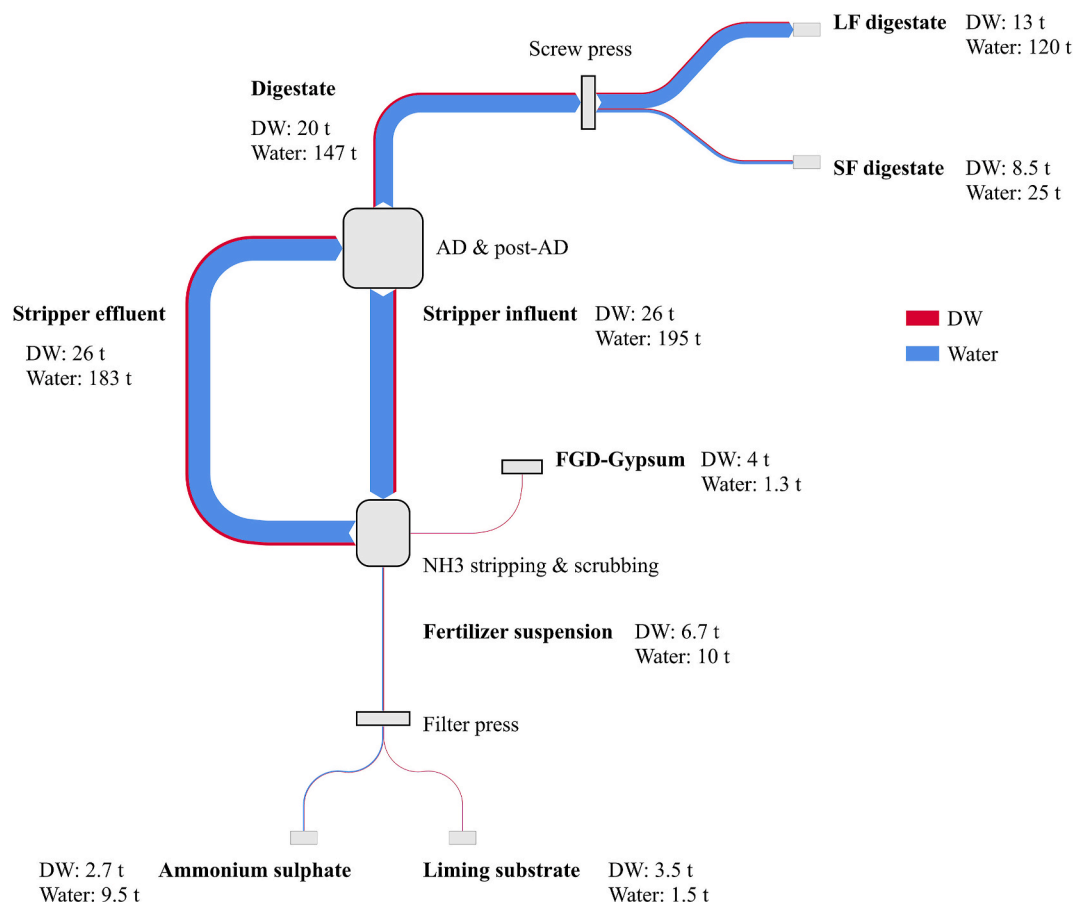 LF digestate
DW: 13 t
Water: 120 t
Screw press
Digestate
DW: 20 t
Water: 147 t
SF digestate
DW: 8.5 t
Water: 25 t
AD & post-AD
Stripper effluent
DW: 26 t
Water: 183 t
Stripper influent
DW: 26 t
Water: 195 t
DW
Water
FGD-Gypsum
DW: 4 t
Water: 1.3 t
NH3 stripping & scrubbing
Fertilizer suspension
DW: 6.7 t
Water: 10 t
Filter press
DW: 2.7 t
Water: 9.5 t
Ammonium sulphate
Liming substrate
DW: 3.5 t
Water: 1.5 t